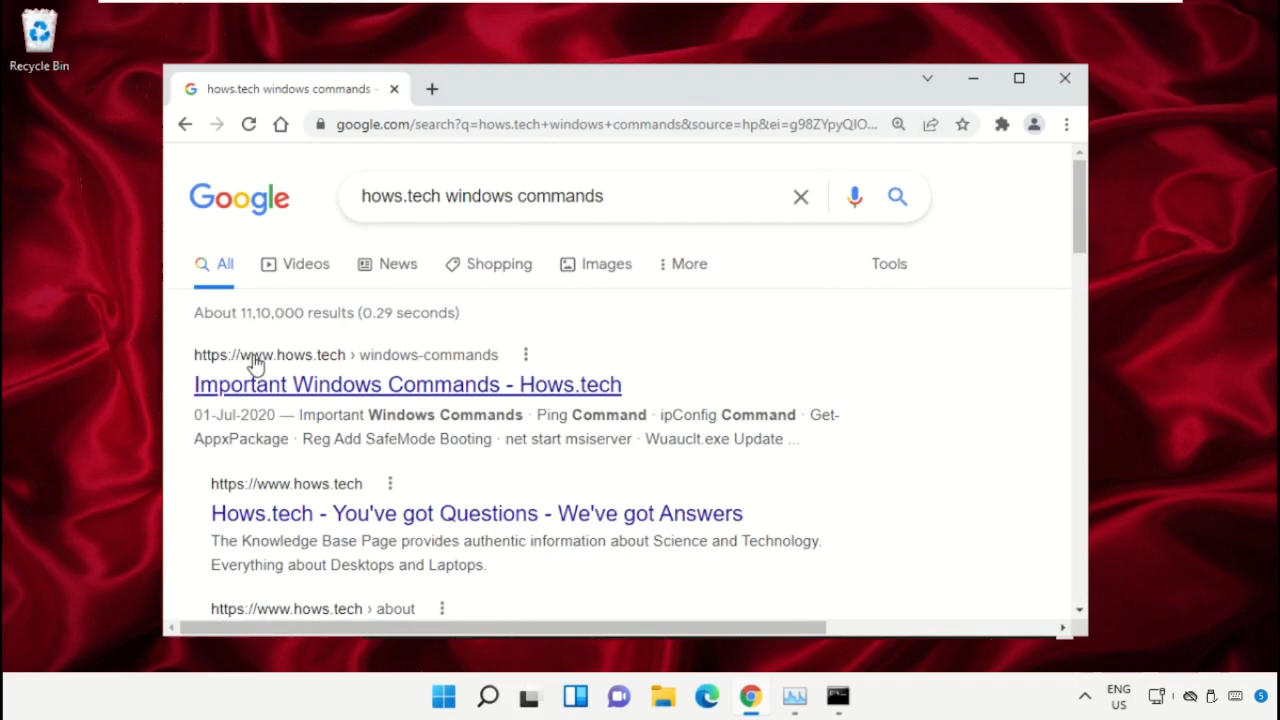 Recycle Bin
hows.tech windows commands -
google.com/search?q=hows.tech+windows+commands&source=hp&ei=g98ZYpyQIO...
Google
hows.tech windows commands
All Videos News Shopping Images More Tools
About 11,10,000 results (0.29 seconds)
https://www.hows.tech › windows-commands
Important Windows Commands - Hows.tech
01-Jul-2020 — Important Windows Commands · Ping Command · ipConfig Command · Get-
AppxPackage · Reg Add SafeMode Booting · net start msiserver · Wuauclt.exe Update ...
https://www.hows.tech
Hows.tech - You've got Questions - We've got Answers
The Knowledge Base Page provides authentic information about Science and Technology.
Everything about Desktops and Laptops.
https://www.hows.tech › about
ENG
US
5